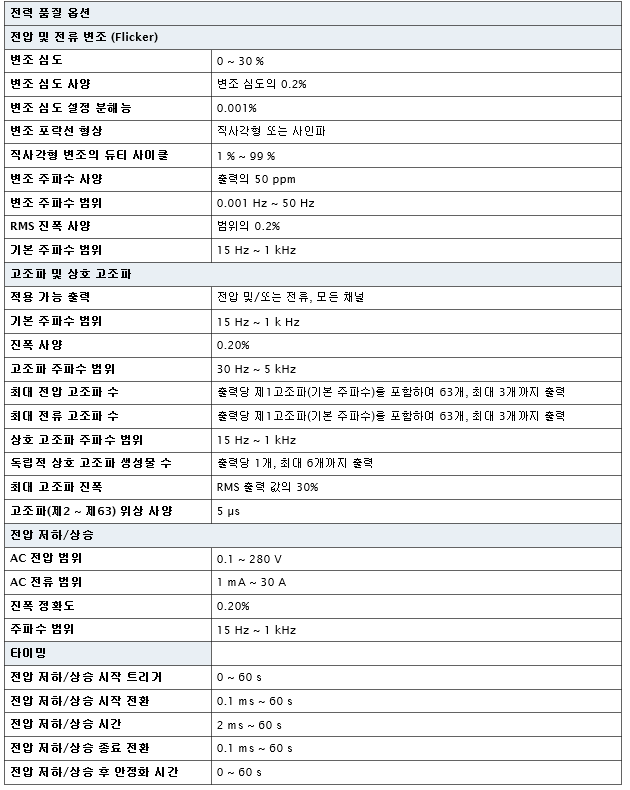 전력 품질 옵션
전압 및 전류 변조 (Flicker)
변조 심도 0 ~ 30 %
변조 심도 사양 변조 심도의 0.2%
변조 심도 설정 분해능 0.001%
변조 포락선 형상 직사각형 또는 사인파
직사각형 변조의 듀티 사이클 1 % ~ 99 %
변조 주파수 사양 출력의 50 ppm
변조 주파수 범위 0.001 Hz ~ 50 Hz
RMS 진폭 사양 범위의 0.2%
기본 주파수 범위 15 Hz ~ 1 kHz
고조파 및 상호 고조파
적용 가능 출력 전압 및/또는 전류, 모든 채널
기본 주파수 범위 15 Hz ~ 1 k Hz
진폭 사양 0.20%
고조파 주파수 범위 30 Hz ~ 5 kHz
최대 전압 고조파 수 출력당 제1고조파(기본 주파수)를 포함하여 63개, 최대 3개까지 출력
최대 전류 고조파 수 출력당 제1고조파(기본 주파수)를 포함하여 63개, 최대 3개까지 출력
상호 고조파 주파수 범위 15 Hz ~ 1 kHz
독립적 상호 고조파 생성물 수 출력당 1개, 최대 6개까지 출력
최대 고조파 진폭 RMS 출력 값의 30%
고조파(제2 ~ 제63) 위상 사양 5 µs
전압 저하/상승
AC 전압 범위 0.1 ~ 280 V
AC 전류 범위 1 mA ~ 30 A
진폭 정확도 0.20%
주파수 범위 15 Hz ~ 1 kHz
타이밍
전압 저하/상승 시작 트리거 0 ~ 60 s
전압 저하/상승 시작 전환 0.1 ms ~ 60 s
전압 저하/상승 시간 2 ms ~ 60 s
전압 저하/상승 종료 전환 0.1 ms ~ 60 s
전압 저하/상승 후 안정화 시간 0 ~ 60 s